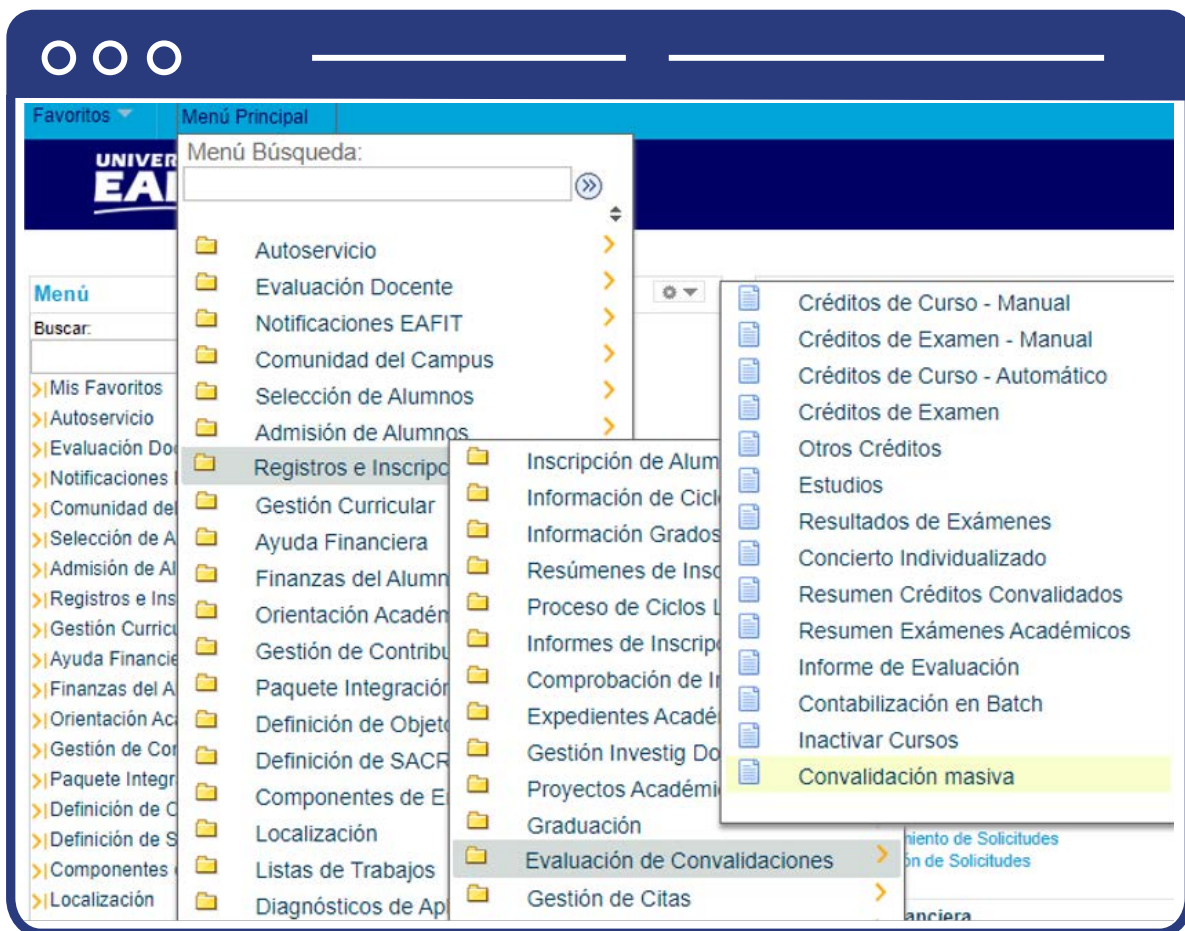 Favoritos
Menú Principal
UNIVER
EAI
Menú Búsqueda:
Autoservicio
Evaluación Docente
Notificaciones EAFIT
Comunidad del Campus
Selección de Alumnos
Admisión de Alumnos
Registros e Inscripc
Gestión Curricular
Ayuda Financiera
Finanzas del Alumn
Orientación Académ
Gestión de Contribu
Paquete Integración
Definición de Objeto
Definición de SACR
Componentes de E
Localización
Listas de Trabajos
Diagnósticos de Apl
Menú
Buscar:
Mis Favoritos
Autoservicio
Evaluación Do
Notificaciones
Comunidad del
Selección de A
Admisión de Al
Registros e Ins
Gestión Curricu
Ayuda Financie
Finanzas del A
Orientación Aca
Gestión de Con
Paquete Integr
Definición de O
Definición de S
Componentes
Localización
Inscripción de Alum
Información de Cicl
Información Grados
Resúmenes de Insc
Proceso de Ciclos L
Informes de Inscripc
Comprobación de In
Expedientes Acadé
Gestión Investig Do
Proyectos Académi
Graduación
Evaluación de Convalidaciones
Gestión de Citas
Créditos de Curso - Manual
Créditos de Examen - Manual
Créditos de Curso - Automático
Créditos de Examen
Otros Créditos
Estudios
Resultados de Exámenes
Concierto Individualizado
Resumen Créditos Convalidados
Resumen Exámenes Académicos
Informe de Evaluación
Contabilización en Batch
Inactivar Cursos
Convalidación masiva
miento de Solicitudes
ón de Solicitudes
anciera